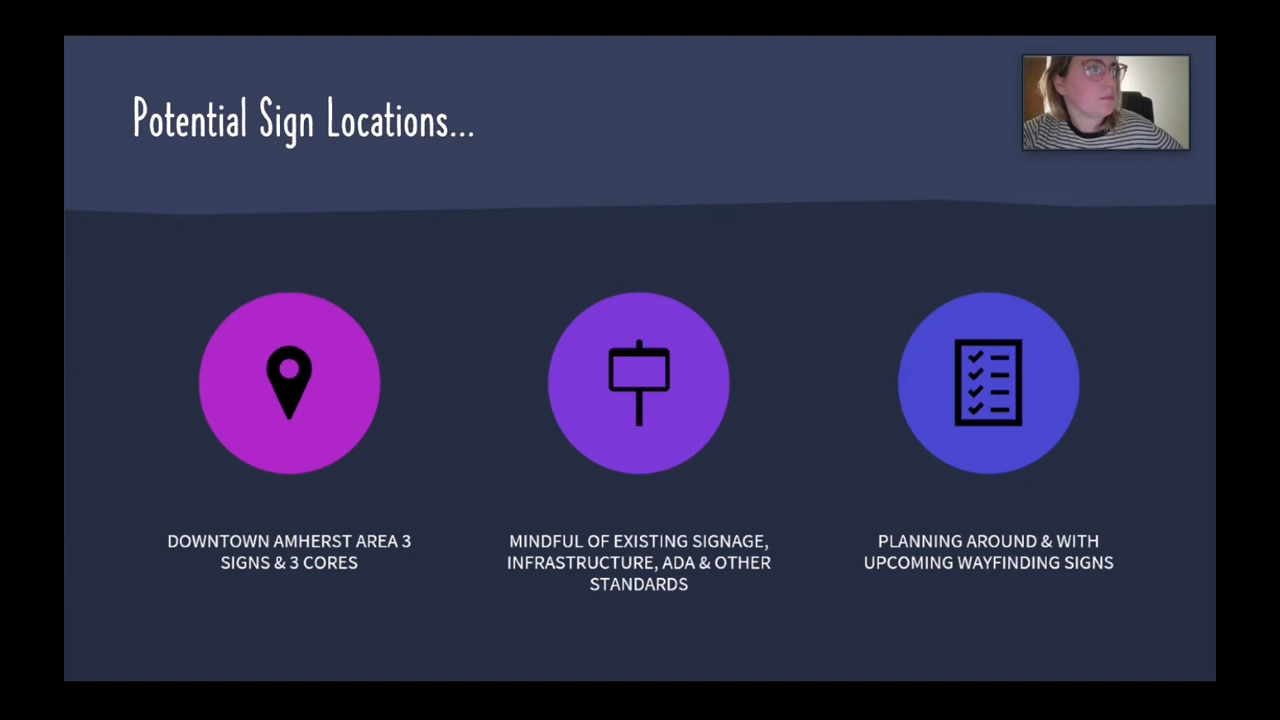 Potential Sign Locations...
DOWNTOWN AMHERST AREA 3
SIGNS & 3 CORES
MINDFUL OF EXISTING SIGNAGE,
INFRASTRUCTURE, ADA & OTHER
STANDARDS
PLANNING AROUND & WITH
UPCOMING WAYFINDING SIGNS